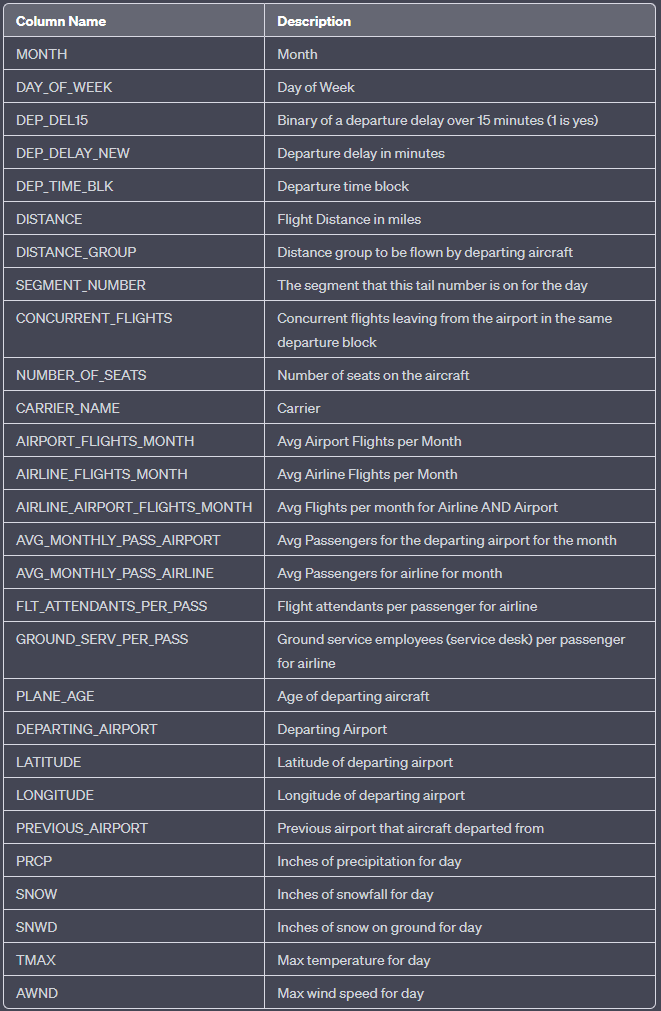 Column Name Description
MONTH Month
DAY_OF_WEEK Day of Week
DEP_DEL15 Binary of a departure delay over 15 minutes (1 is yes)
DEP_DELAY_NEW Departure delay in minutes
DEP_TIME_BLK Departure time block
DISTANCE Flight Distance in miles
DISTANCE_GROUP Distance group to be flown by departing aircraft
SEGMENT_NUMBER The segment that this tail number is on for the day
CONCURRENT_FLIGHTS Concurrent flights leaving from the airport in the same
departure block
NUMBER_OF_SEATS Number of seats on the aircraft
CARRIER_NAME Carrier
AIRPORT_FLIGHTS_MONTH Avg Airport Flights per Month
AIRLINE_FLIGHTS_MONTH Avg Airline Flights per Month
AIRLINE_AIRPORT_FLIGHTS_MONTH Avg Flights per month for Airline AND Airport
AVG_MONTHLY_PASS_AIRPORT Avg Passengers for the departing airport for the month
AVG_MONTHLY_PASS_AIRLINE Avg Passengers for airline for month
FLT_ATTENDANTS_PER_PASS Flight attendants per passenger for airline
GROUND_SERV_PER_PASS Ground service employees (service desk) per passenger
for airline
PLANE_AGE Age of departing aircraft
DEPARTING_AIRPORT Departing Airport
LATITUDE Latitude of departing airport
LONGITUDE Longitude of departing airport
PREVIOUS_AIRPORT Previous airport that aircraft departed from
PRCP Inches of precipitation for day
SNOW Inches of snowfall for day
SNWD Inches of snow on ground for day
TMAX Max temperature for day
AWND Max wind speed for day